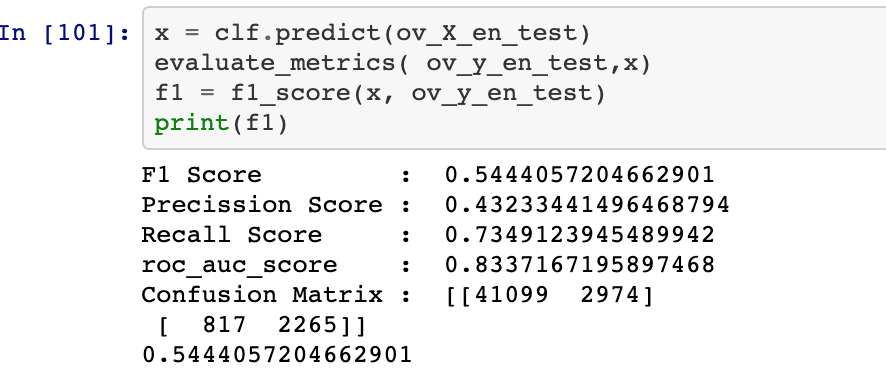 In [101]:
x = clf.predict(ov_X_en_test)
evaluate_metrics( ov_y_en_test,x)
f1 = f1_score(x, ov_y_en_test)
print(f1)
F1 Score : 0.5444057204662901
Precission Score : 0.43233441496468794
Recall Score : 0.7349123945489942
roc_auc_score : 0.8337167195897468
Confusion Matrix : [[41099 2974]
[ 817 2265]]
0.5444057204662901